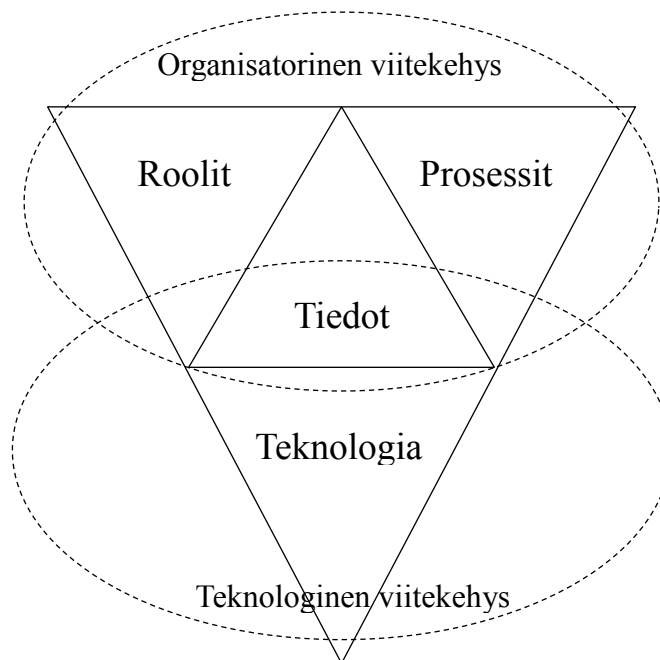 Organisatorinen viitekehys
Roolit
Prosessit
Tiedot
Teknologia
Teknologinen viitekehys